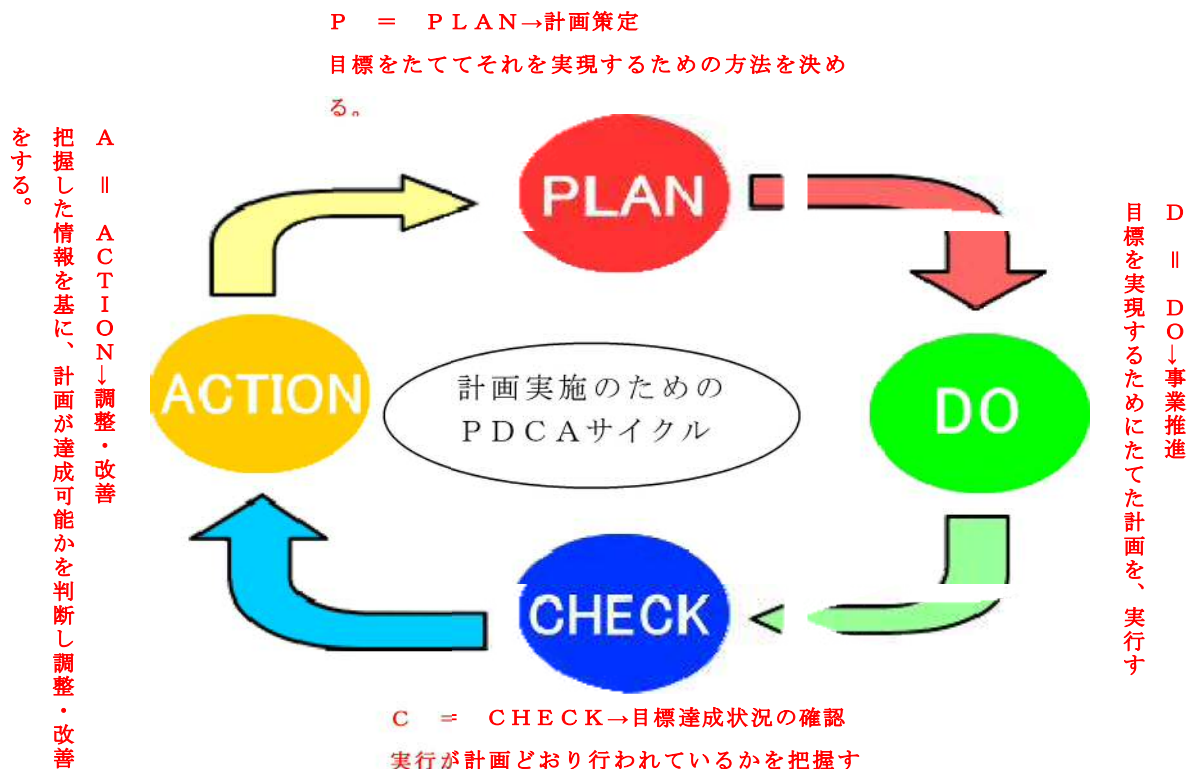 P ＝ PLAN→計画策定
目標をたててそれを実現するための方法を決め
る。
PLAN
D ＝ DO→事業推進
目標を実現するためにたてた計画を、実行す
DO
計画実施のための
PDCAサイクル
CHECK
C ＝ CHECK→目標達成状況の確認
実行が計画どおり行われているかを把握す
ACTION
A ＝ ACTION→調整・改善
把握した情報を基に、計画が達成可能かを判断し調整・改善
をする。